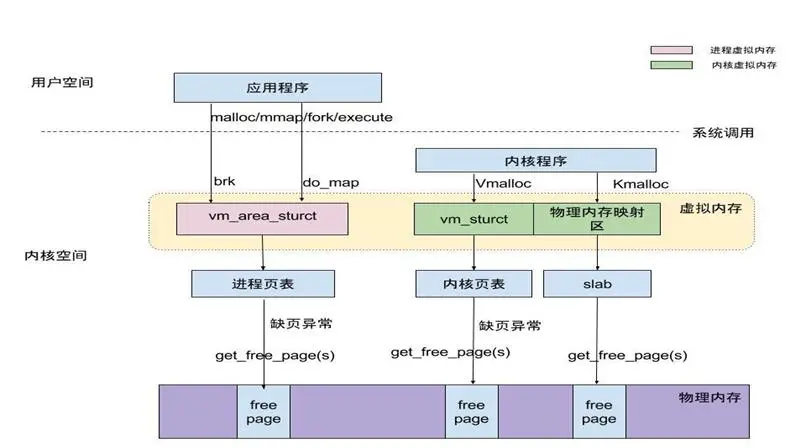 进程虚拟内存
内核虚拟内存
用户空间
应用程序
malloc/mmap/fork/execute
系统调用
内核程序
brk
do_map
Vmalloc
Kmalloc
vm_area_sturct
vm_sturct
物理内存映射
区
虚拟内存
内核空间
进程页表
内核页表
slab
缺页异常
缺页异常
get_free_page(s)
get_free_page(s)
get_free_page(s)
free
page
free
page
free
page
物理内存